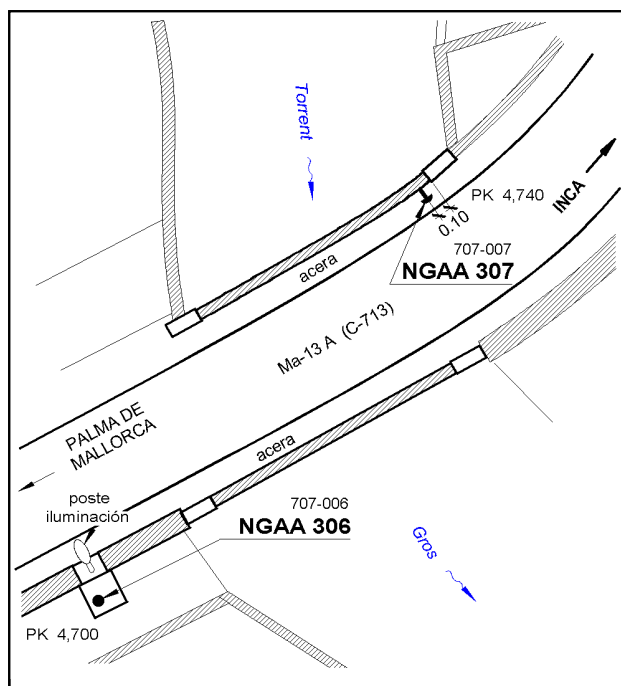 Torrent
PK 4,740
INCA
0.10
707-007
NGAA 307
acera
Ma-13 A (C-713)
PALMA DE
MALLORCA
acera
poste
iluminación
707-006
NGAA 306
Gros
PK 4,700